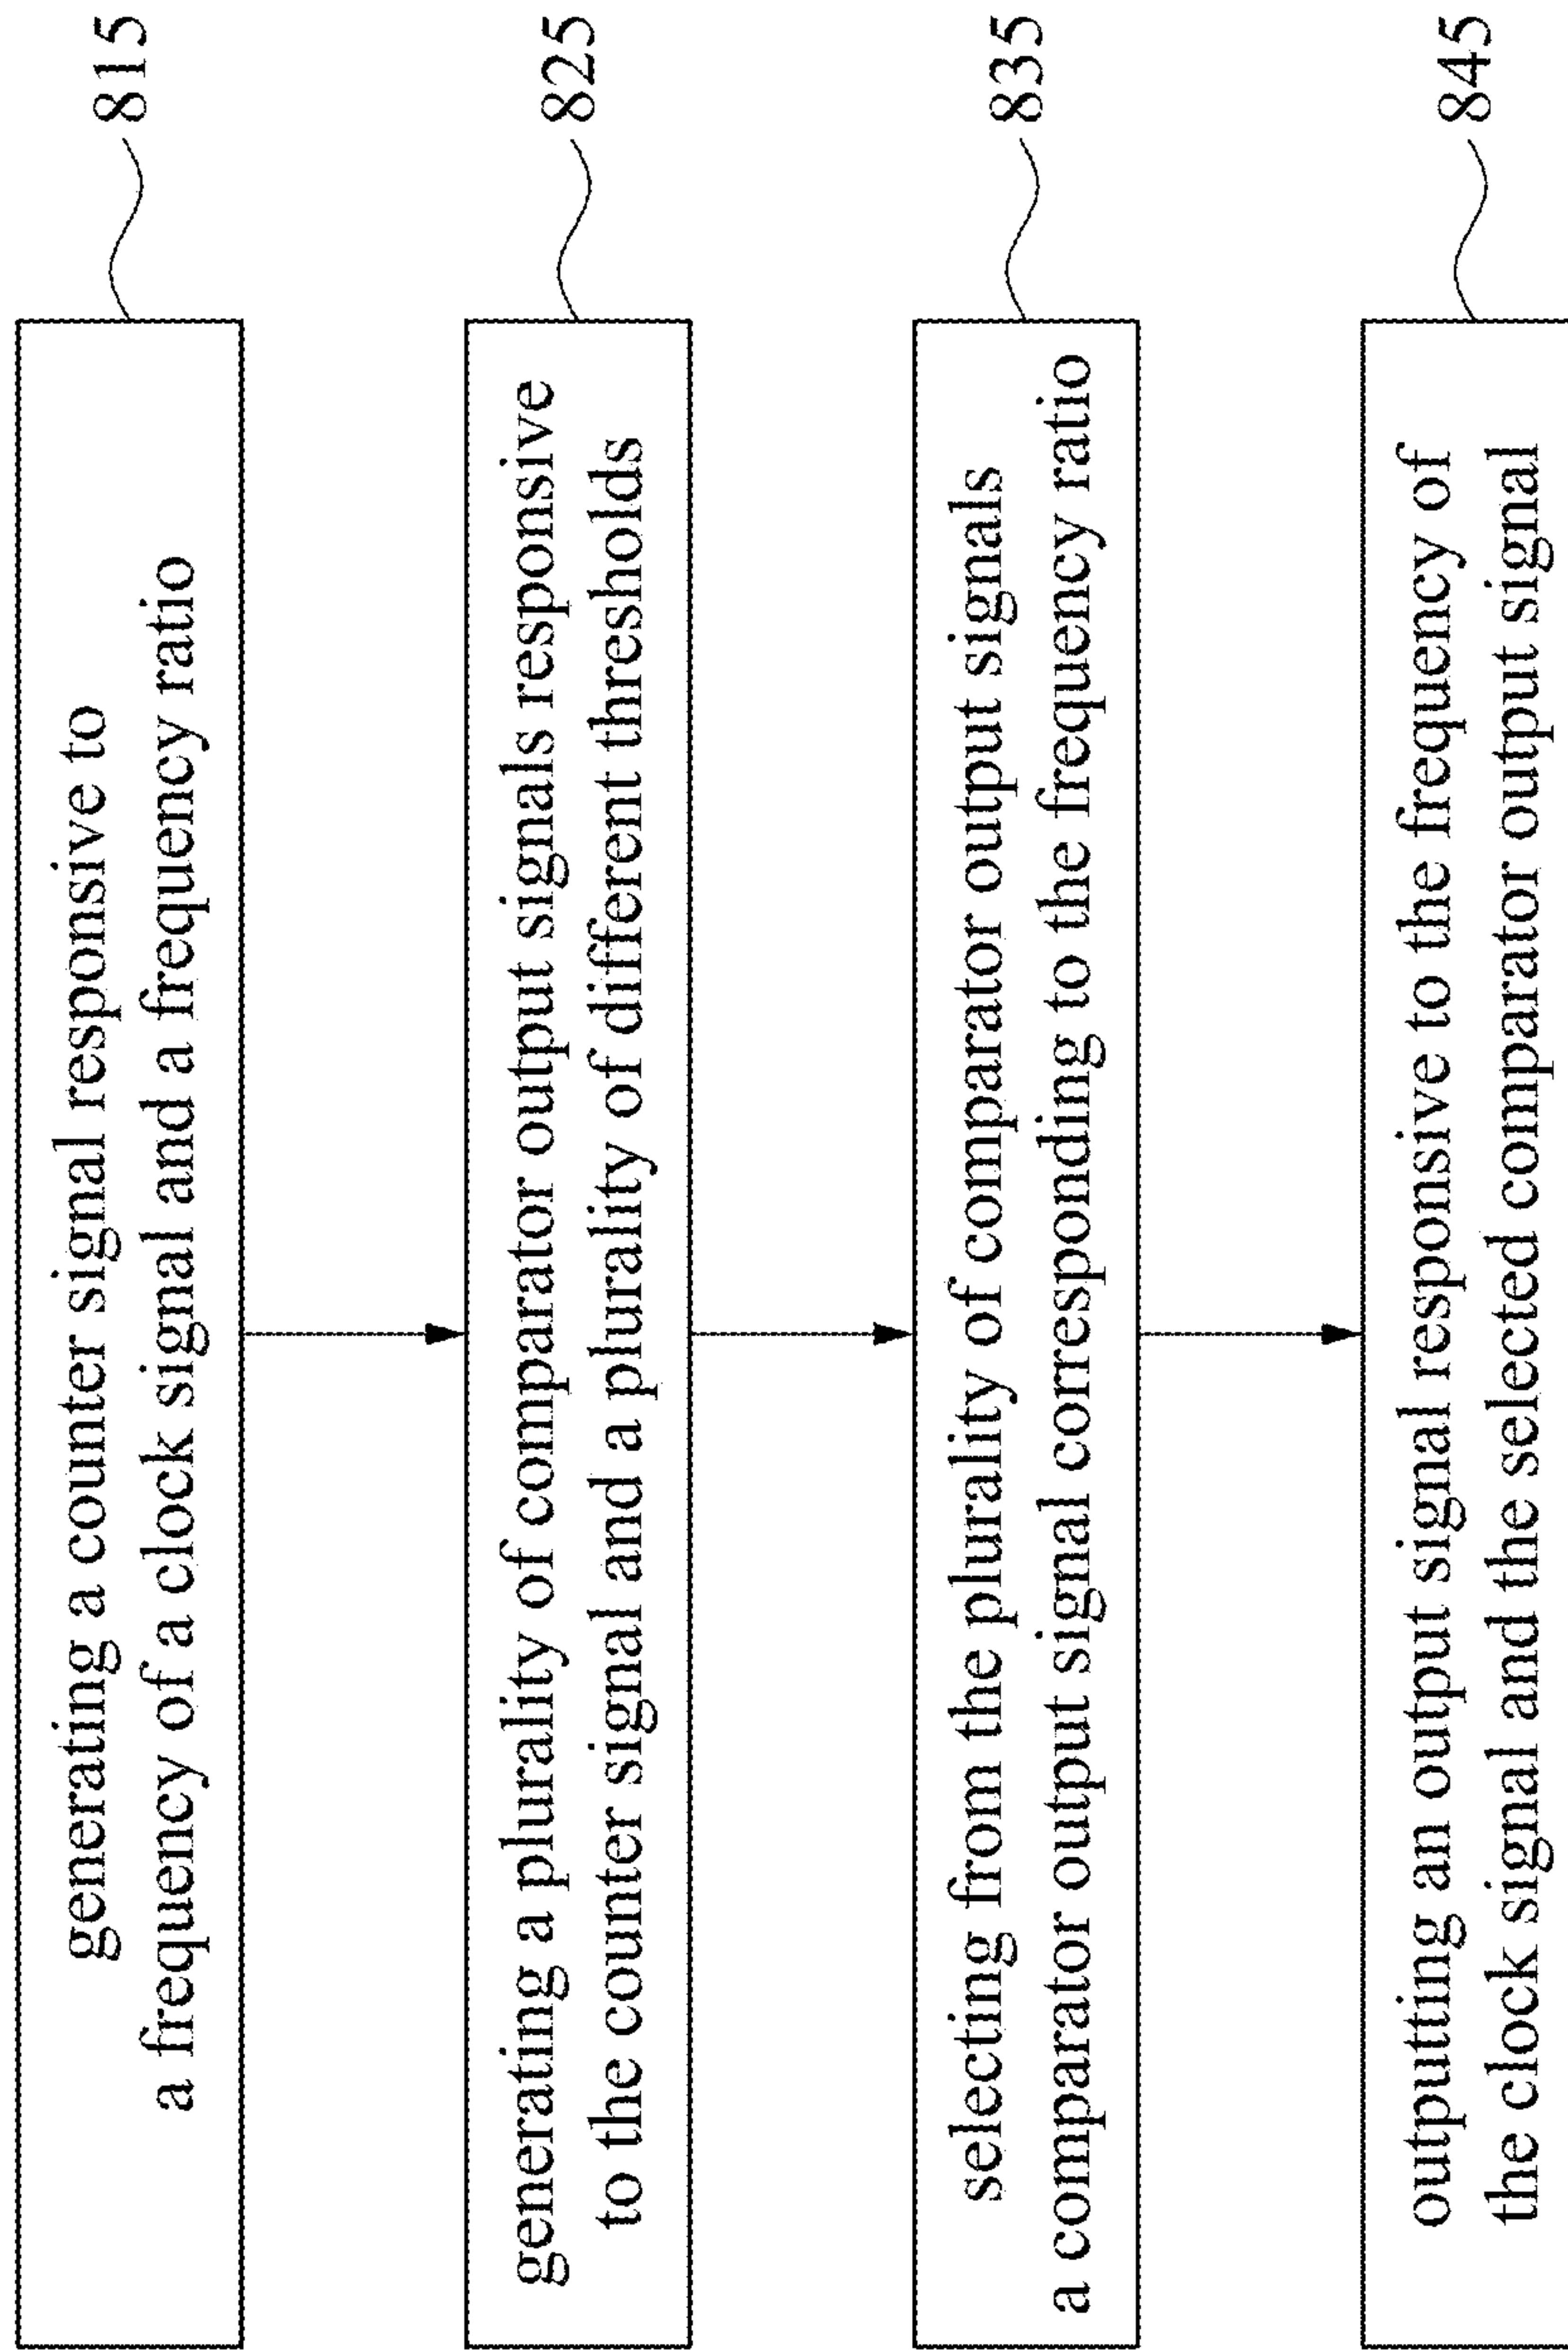 generating a counter signal responsive to
a frequency of a clock signal and a frequency ratio
815
generating a plurality of comparator output signals responsive
to the counter signal and a plurality of different thresholds
825
selecting from the plurality of comparator output signals
a comparator output signal corresponding to the frequency ratio
835
outputting an output signal responsive to the frequency of
the clock signal and the selected comparator output signal
845